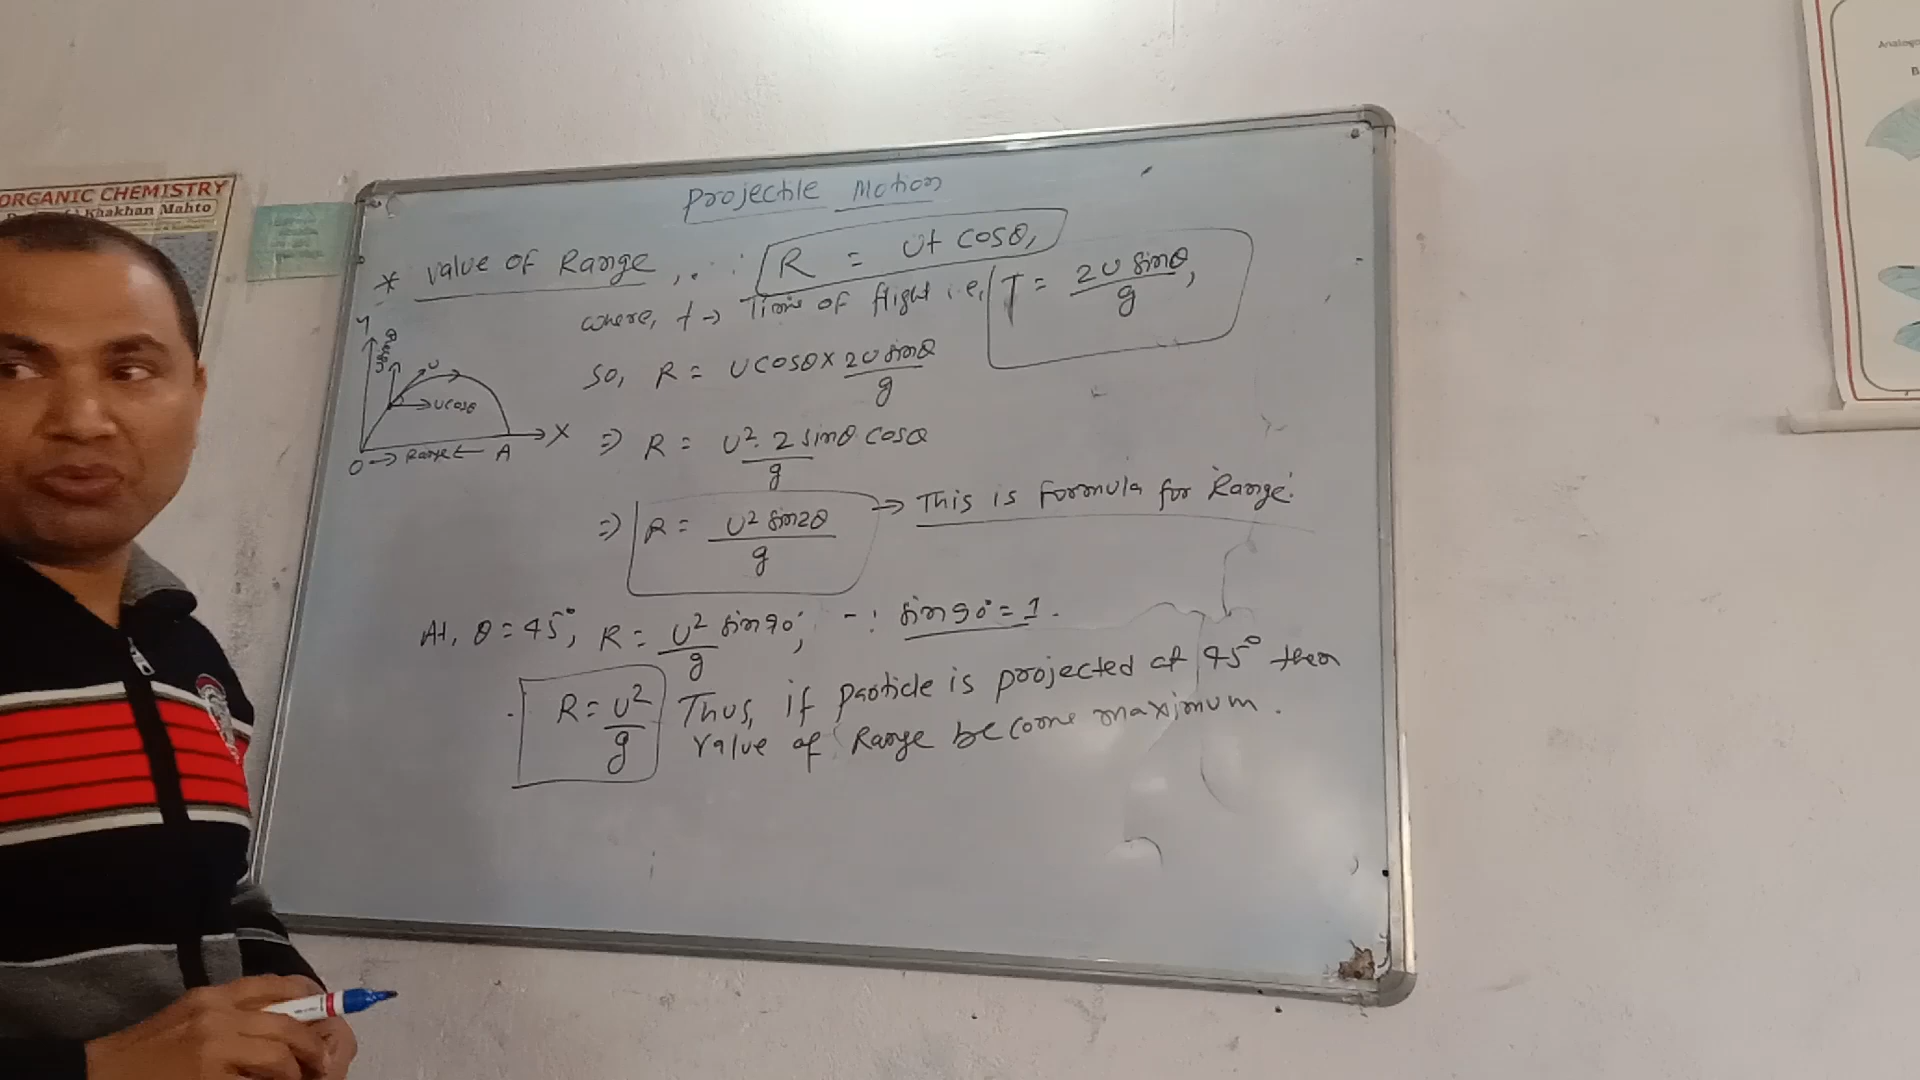 ORGANIC CHEMISTRY
Khakhan Mahto
Projectile Motion
* Value of Range, ∵ R = Ut cosθ,
where, t → Time of flight i.e, T = 2U sinθ / g,
so, R = U cosθ × 2U sinθ / g
⇒ R = U². 2 sinθ. cosθ / g
⇒ R = U² sin2θ / g → This is Formula for Range.
At, θ = 45°, R = U² sin90° / g, ∵ sin90° = 1.
R = U² / g Thus, if particle is projected at 45° then
Value of Range become maximum.
Y
U
U cosθ
X
O → Range ← A